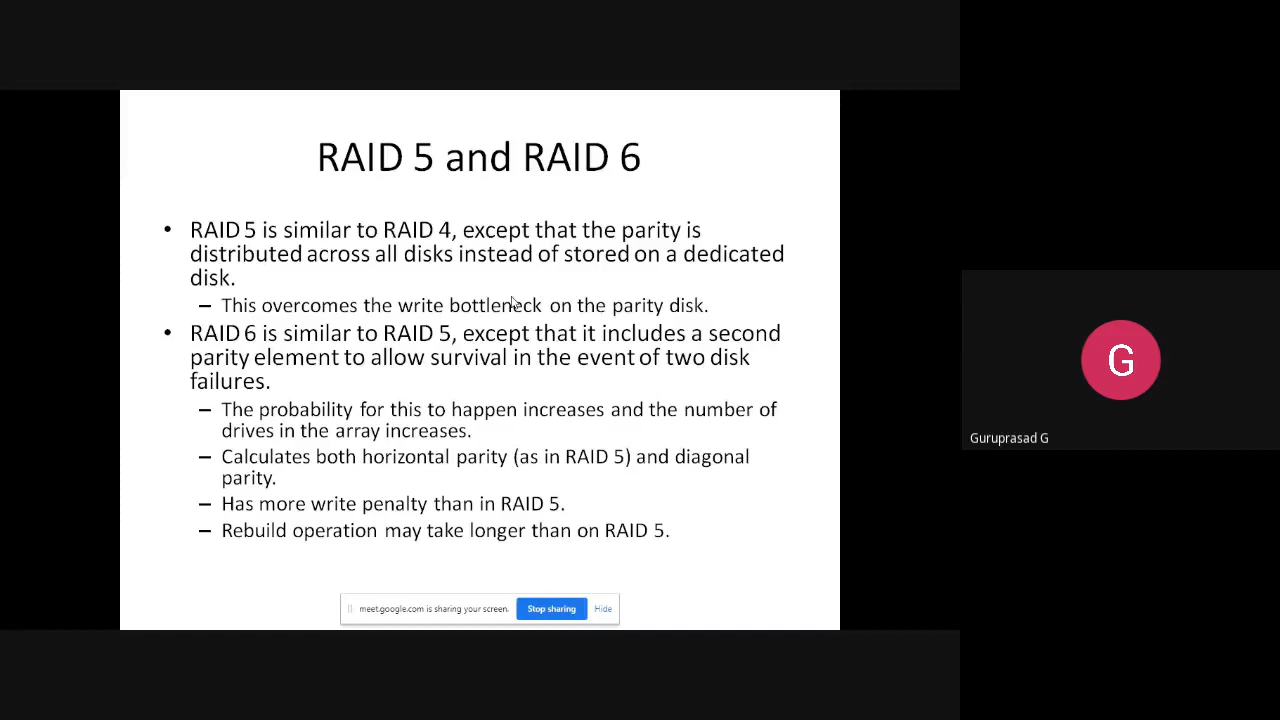 RAID 5 and RAID 6
• RAID 5 is similar to RAID 4, except that the parity is
distributed across all disks instead of stored on a dedicated
disk.
– This overcomes the write bottleneck on the parity disk.
• RAID 6 is similar to RAID 5, except that it includes a second
parity element to allow survival in the event of two disk
failures.
– The probability for this to happen increases and the number of
drives in the array increases.
– Calculates both horizontal parity (as in RAID 5) and diagonal
parity.
– Has more write penalty than in RAID 5.
– Rebuild operation may take longer than on RAID 5.
meet.google.com is sharing your screen. Stop sharing Hide
G
Guruprasad G